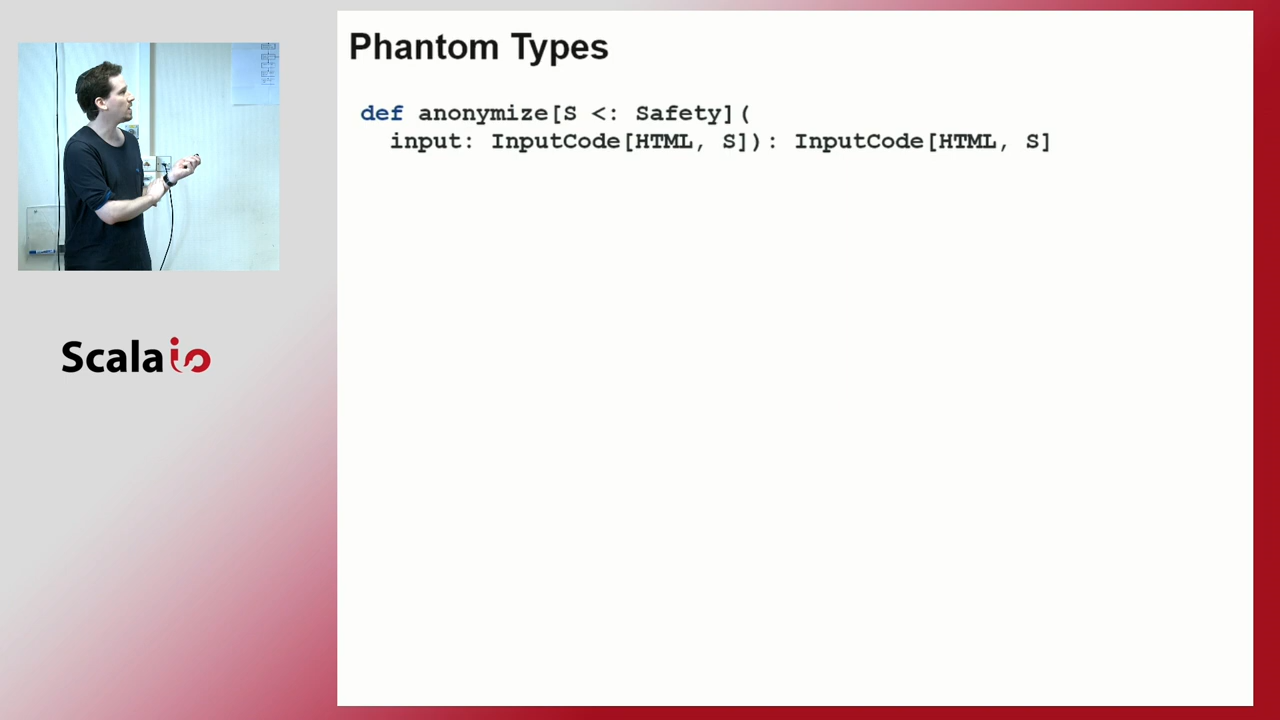 Phantom Types
def anonymize[S <: Safety](
input: InputCode[HTML, S]): InputCode[HTML, S]
Scala io